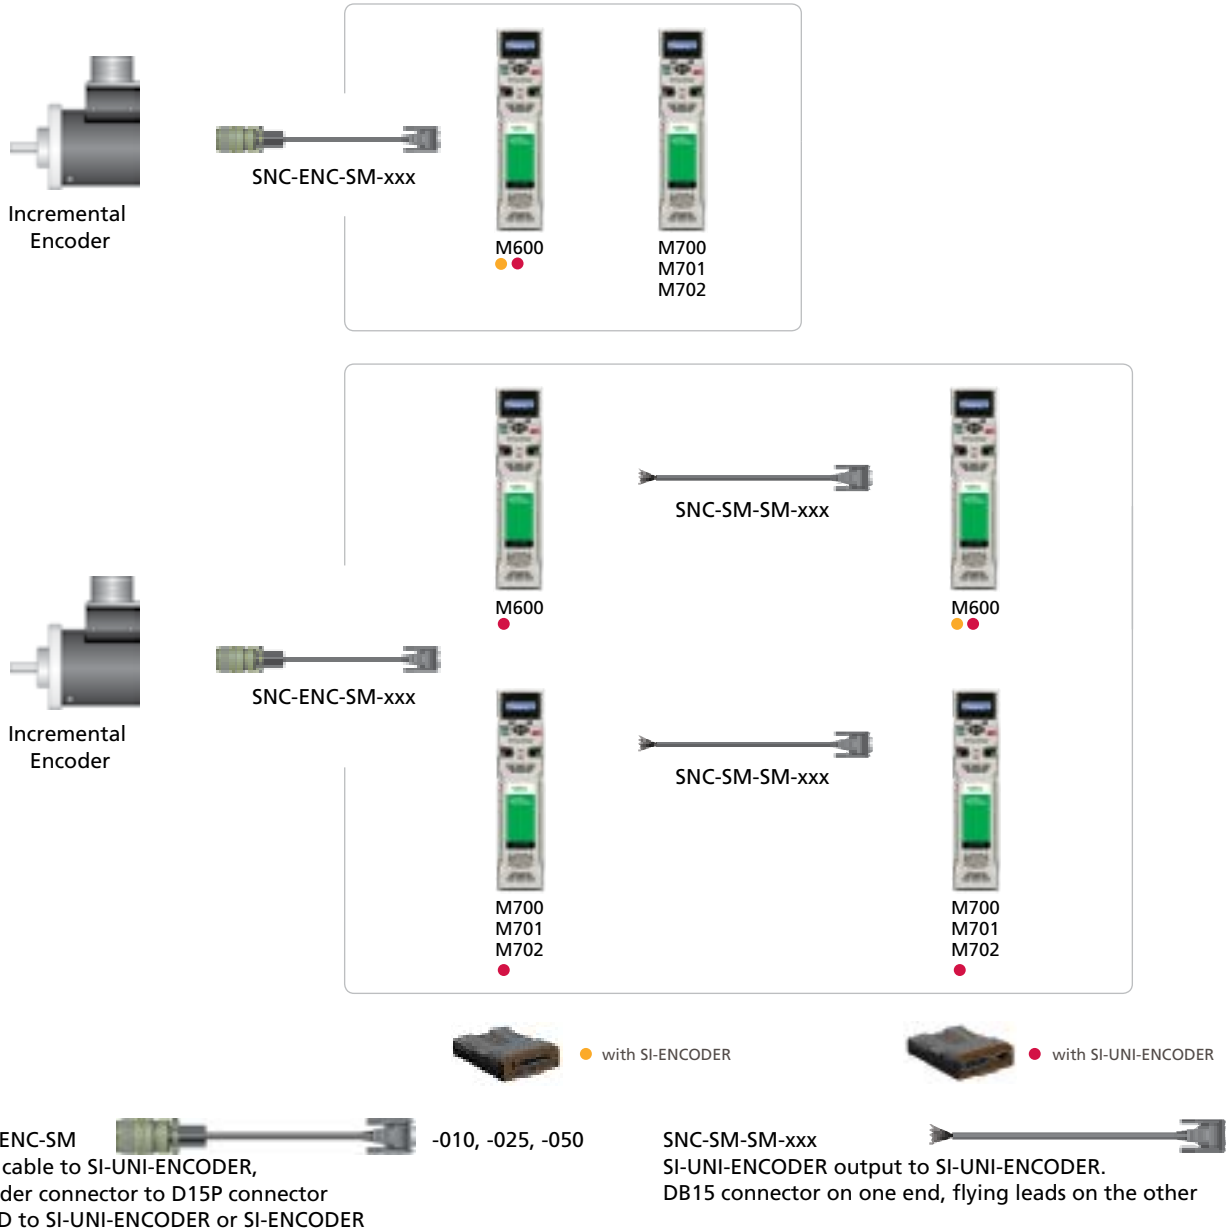 SNC-ENC-SM-xxx
Incremental
Encoder
M600
M700
M701
M702
SNC-SM-SM-xxx
M600
M600
SNC-ENC-SM-xxx
Incremental
Encoder
SNC-SM-SM-xxx
M700
M701
M702
M700
M701
M702
with SI-ENCODER
with SI-UNI-ENCODER
ENC-SM
-010, -025, -050
cable to SI-UNI-ENCODER,
der connector to D15P connector
D to SI-UNI-ENCODER or SI-ENCODER
SNC-SM-SM-xxx
SI-UNI-ENCODER output to SI-UNI-ENCODER.
DB15 connector on one end, flying leads on the other